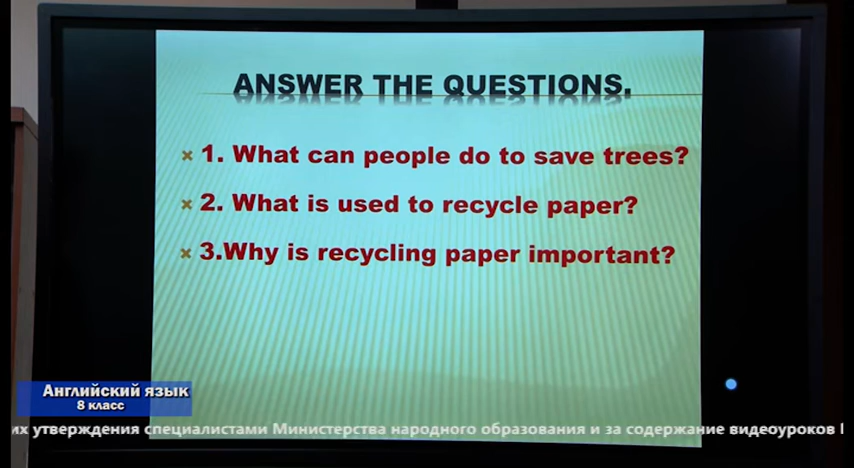 ANSWER THE QUESTIONS.
1. What can people do to save trees?
2. What is used to recycle paper?
3.Why is recycling paper important?
Английский язык
8 класс
их утверждения специалистами Министерства народного образования и за содержание видеоуроков